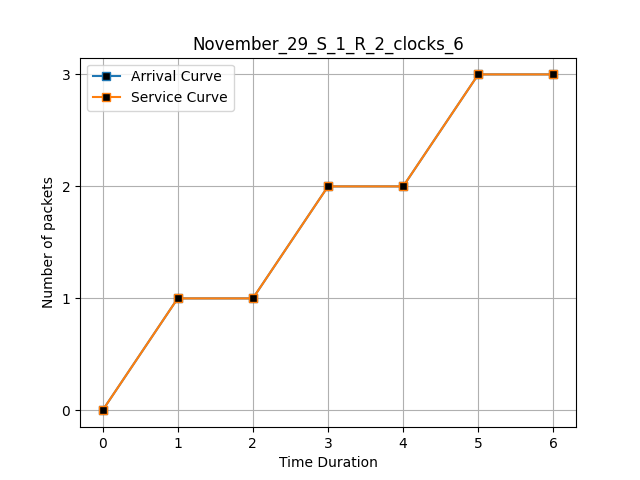 November_29_S_1_R_2_clocks_6
Arrival Curve
Service Curve
Number of packets
3
2
1
0
0 1 2 3 4 5 6
Time Duration